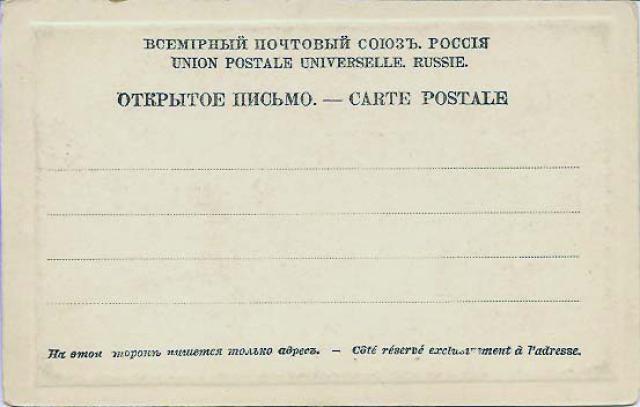 ВСЕМІРНЫЙ ПОЧТОВЫЙ СОЮЗЪ. РОССІЯ
UNION POSTALE UNIVERSELLE. RUSSIE.
ОТКРЫТОЕ ПИСЬМО. — CARTE POSTALE
На этой сторонѣ пишется только адресъ. — Côté réservé exclusivement à l'adresse.